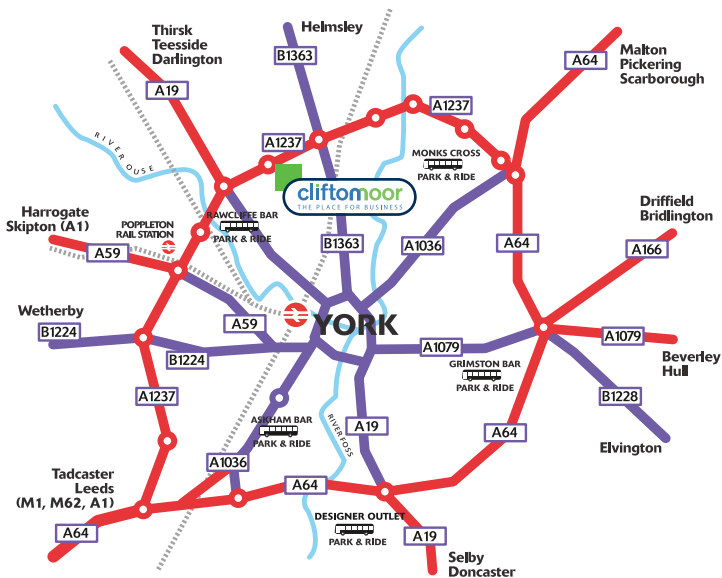 Helmsley
B1363
Thirsk
Teesside
Darlington
A19
A64
Malton
Pickering
Scarborough
A1237
A1237
RIVER OUSE
MONKS CROSS
PARK & RIDE
cliftonmoor
THE PLACE FOR BUSINESS
Harrogate
Skipton (A1)
POPPLETON
RAIL STATION
RAWCLIFFE BAR
PARK & RIDE
Driffield
Bridlington
A59
B1363
A1036
A64
A166
Wetherby
B1224
A59
YORK
B1224
A1079
A1079
GRIMSTON BAR
PARK & RIDE
Beverley
Hull
A1237
B1228
ASKHAM BAR
PARK & RIDE
RIVER FOSS
A19
A64
Elvington
A1036
Tadcaster
Leeds
(M1, M62, A1)
A64
A64
DESIGNER OUTLET
PARK & RIDE
A19
Selby
Doncaster